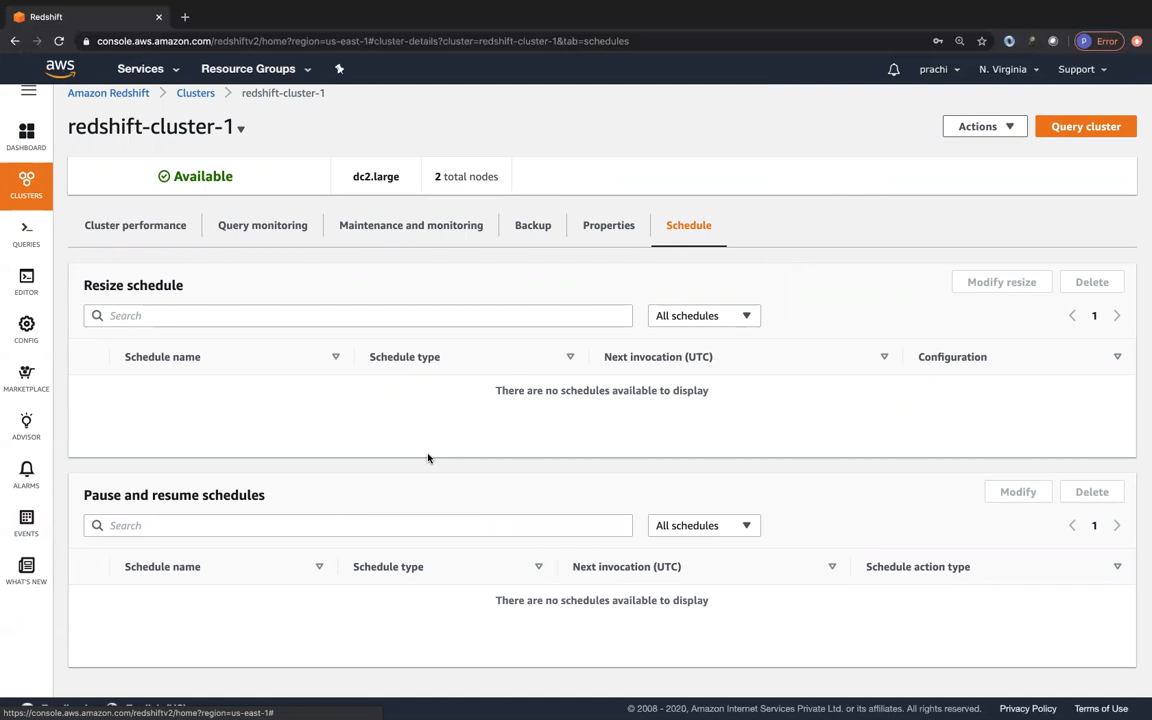 Redshift
console.aws.amazon.com/redshiftv2/home?region=us-east-1#cluster-details?cluster=redshift-cluster-1&tab=schedules
P Error
aws Services Resource Groups prachi N. Virginia Support
Amazon Redshift Clusters redshift-cluster-1
redshift-cluster-1
Actions Query cluster
DASHBOARD
Available dc2.large 2 total nodes
CLUSTERS
Cluster performance Query monitoring Maintenance and monitoring Backup Properties Schedule
QUERIES
EDITOR
CONFIG
MARKETPLACE
ADVISOR
ALARMS
EVENTS
WHAT'S NEW
Resize schedule Modify resize Delete
Search All schedules 1
Schedule name Schedule type Next invocation (UTC) Configuration
There are no schedules available to display
Pause and resume schedules Modify Delete
Search All schedules 1
Schedule name Schedule type Next invocation (UTC) Schedule action type
There are no schedules available to display
© 2008 - 2020, Amazon Internet Services Private Ltd. or its affiliates. All rights reserved. Privacy Policy Terms of Use
https://console.aws.amazon.com/redshiftv2/home?region=us-east-1#